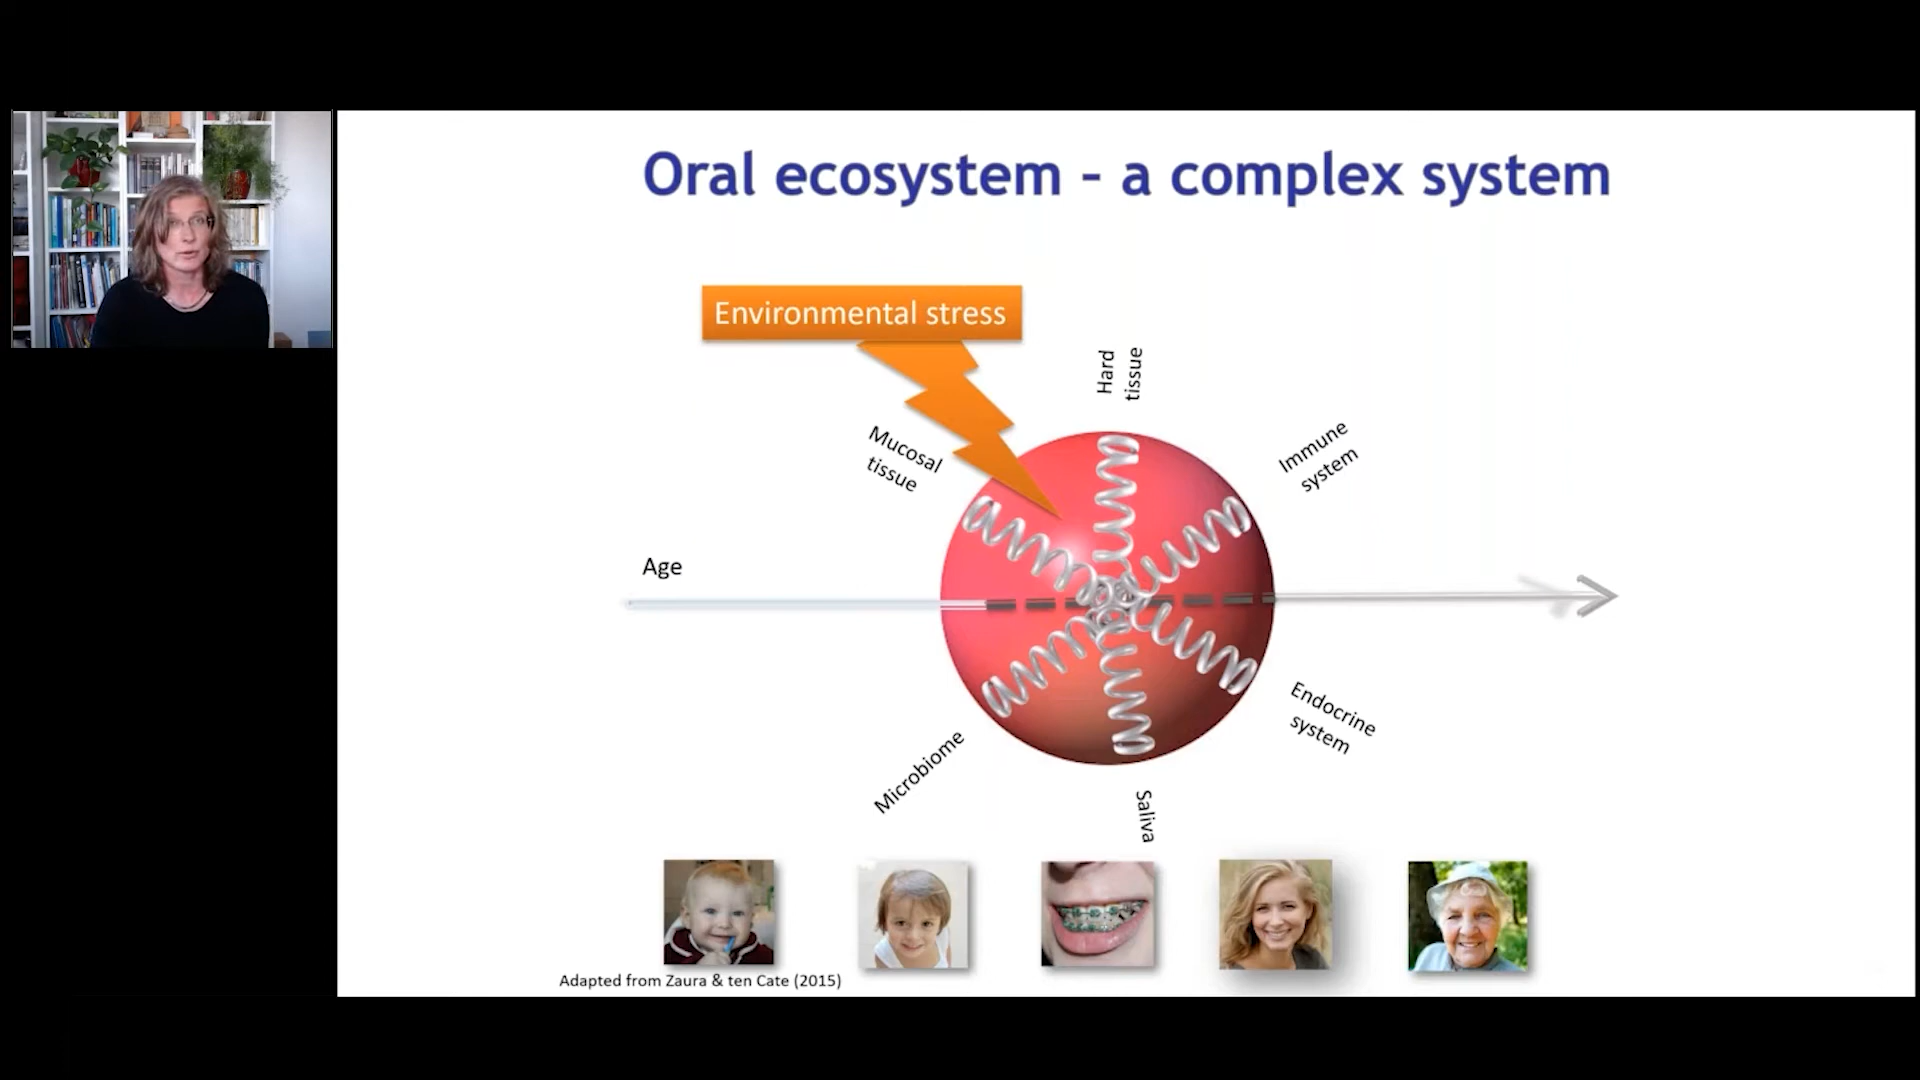 Oral ecosystem – a complex system
Environmental stress
Hard
tissue
Mucosal
tissue
Immune
system
Age
Endocrine
system
Microbiome
Saliva
Adapted from Zaura & ten Cate (2015)